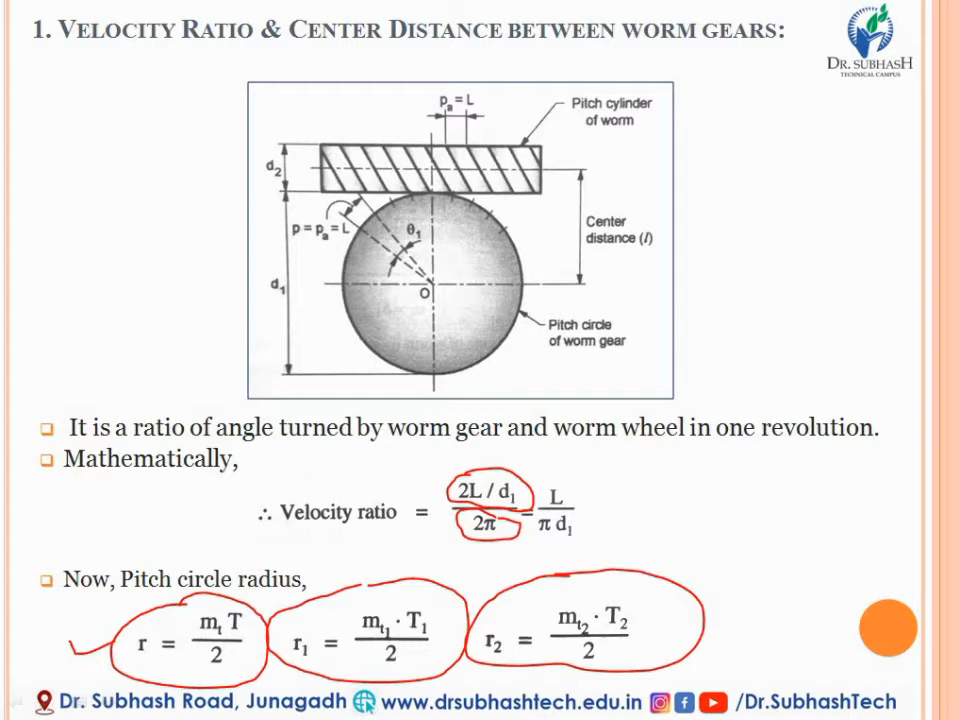 1. VELOCITY RATIO & CENTER DISTANCE BETWEEN WORM GEARS:
DR. SUBHASH
TECHNICAL CAMPUS
pₐ = L
Pitch cylinder
of worm
d₂
Center
distance (l)
p = pₐ = L
θ₁
d₁
O
Pitch circle
of worm gear
It is a ratio of angle turned by worm gear and worm wheel in one revolution.
Mathematically,
∴ Velocity ratio = (2L / d₁) / 2π = L / (π d₁)
Now, Pitch circle radius,
r = (mₜ T) / 2   r₁ = (mₜ₁ · T₁) / 2   r₂ = (mₜ₂ · T₂) / 2
Dr. Subhash Road, Junagadh www.drsubhashtech.edu.in /Dr.SubhashTech